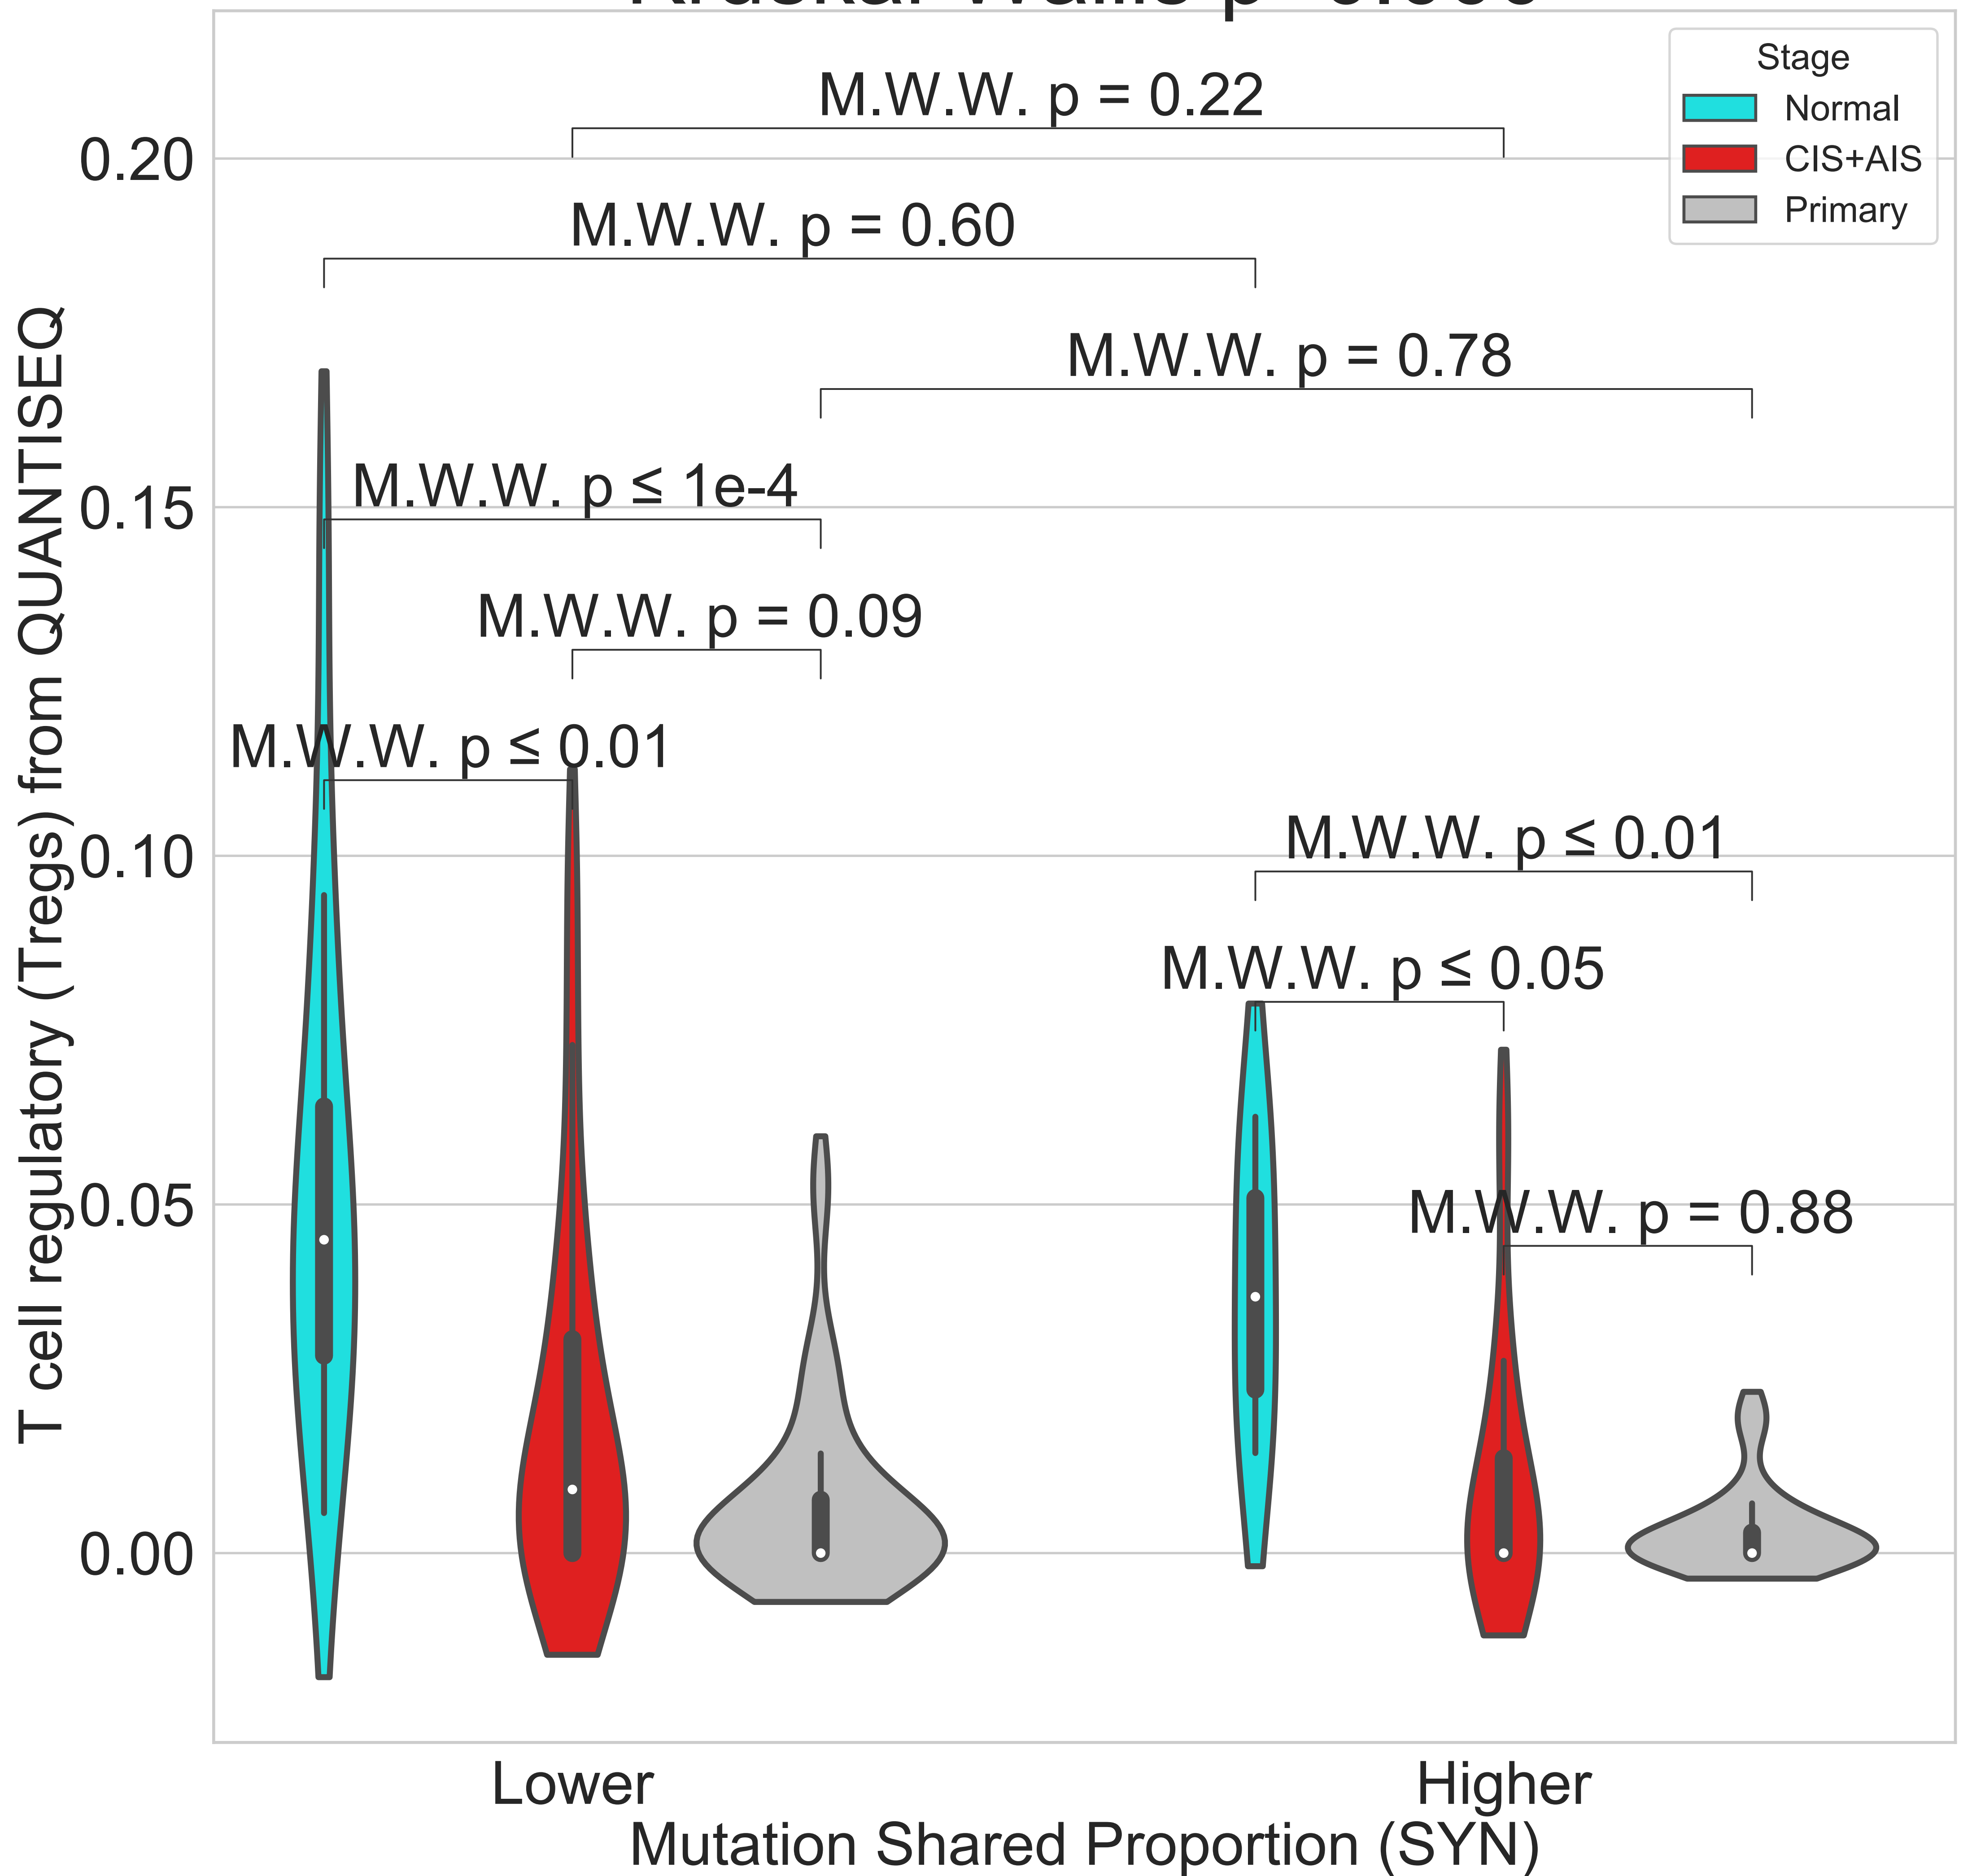 Stage
Normal
CIS+AIS
Primary
M.W.W. p = 0.22
M.W.W. p = 0.60
M.W.W. p = 0.78
M.W.W. p ≤ 1e-4
M.W.W. p = 0.09
M.W.W. p ≤ 0.01
M.W.W. p ≤ 0.01
M.W.W. p ≤ 0.05
M.W.W. p = 0.88
T cell regulatory (Tregs) from QUANTISEQ
0.20
0.15
0.10
0.05
0.00
Lower
Higher
Mutation Shared Proportion (SYN)